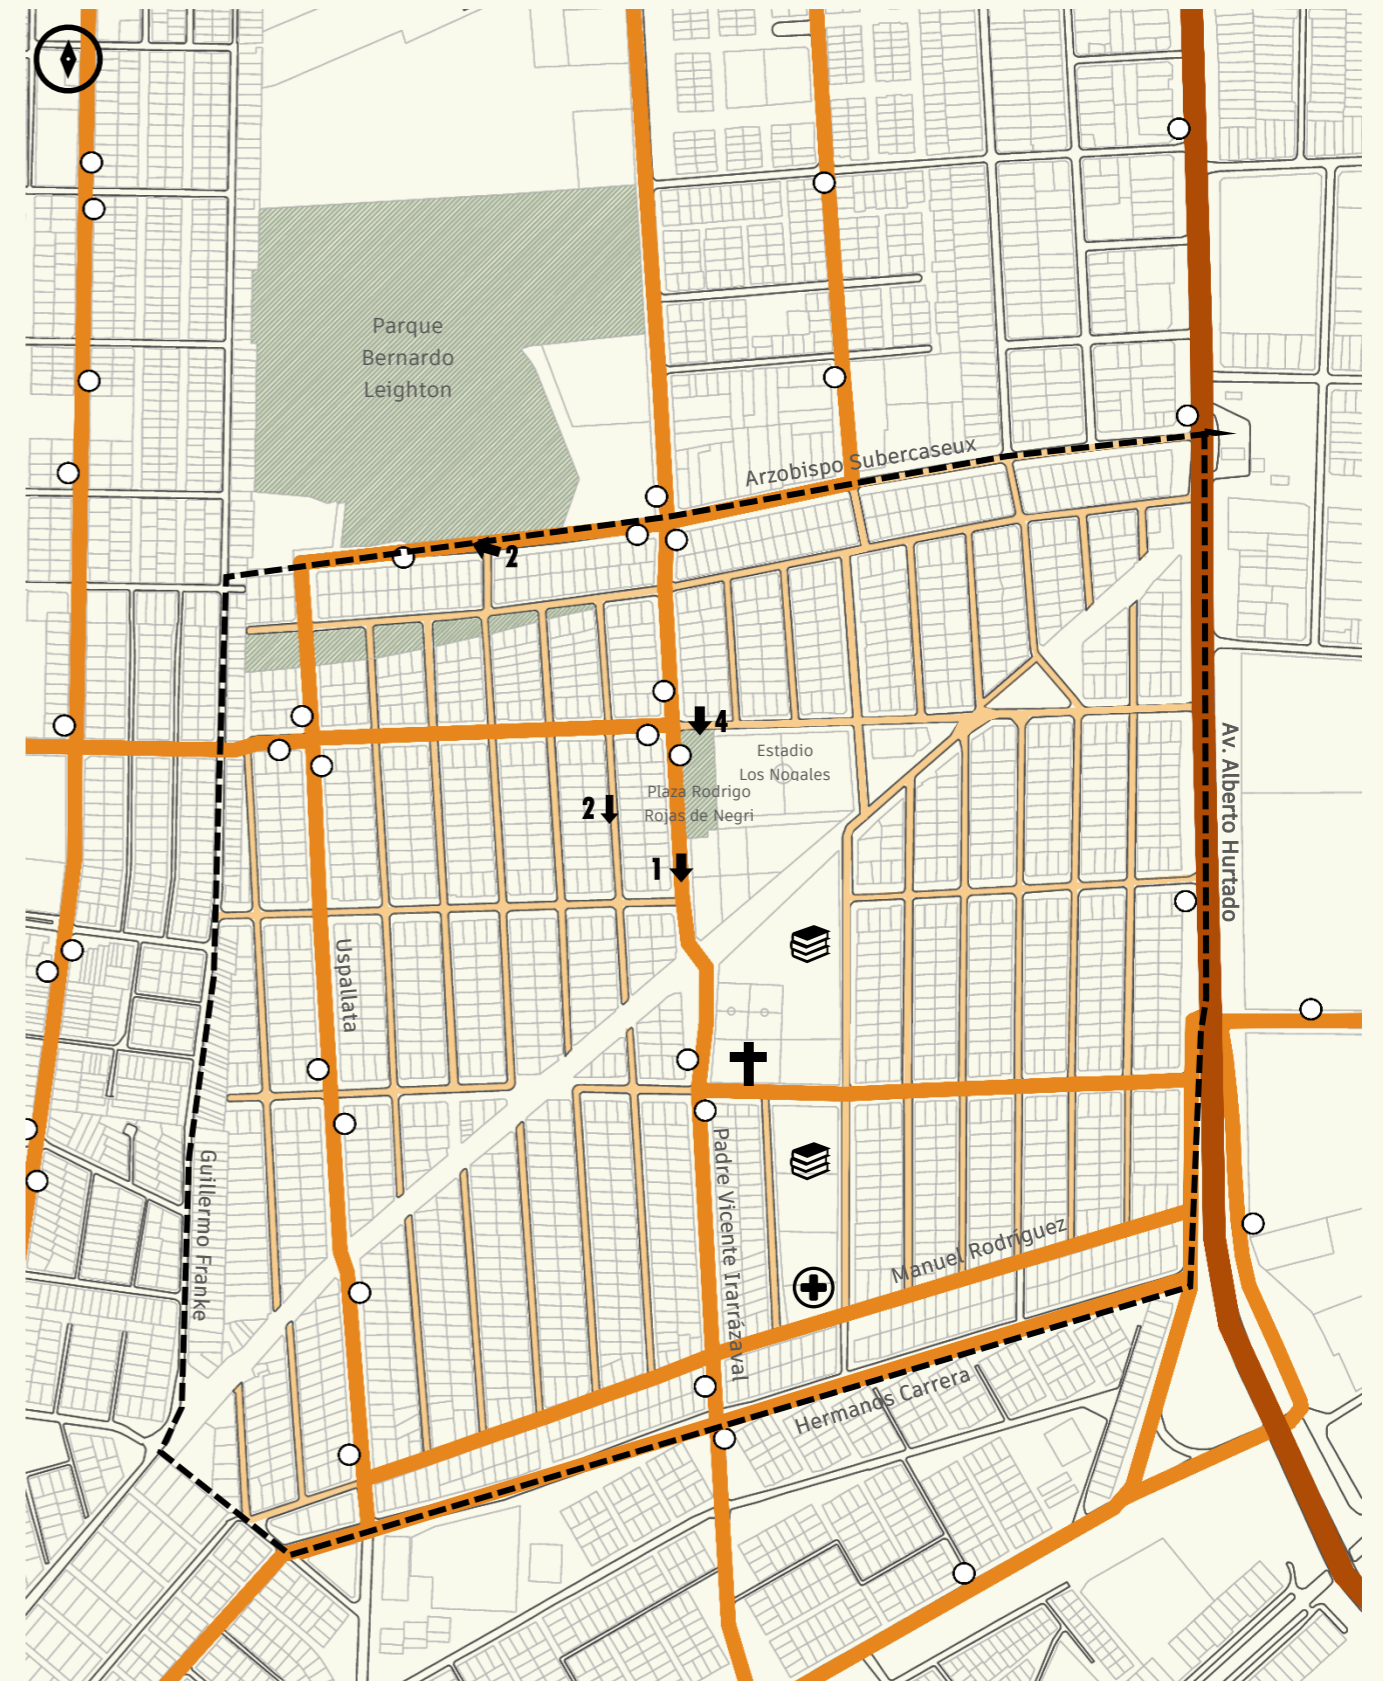 Parque
Bernardo
Leighton
Arzobispo Subercaseux
2
4
Estadio
Los Nogales
Plaza Rodrigo
Rojas de Negri
2
1
Av. Alberto Hurtado
Uspallata
Guillermo Franke
Padre Vicente Irarrázaval
Manuel Rodríguez
Hermanos Carrera